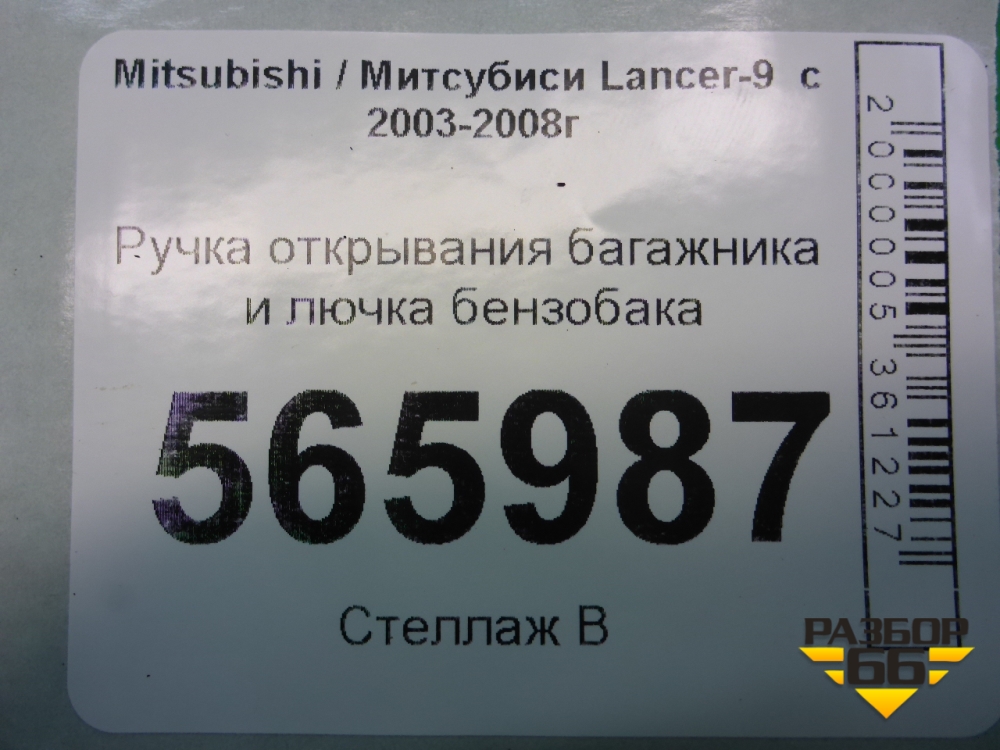 Mitsubishi / Митсубиси Lancer-9 с
2003-2008г
Ручка открывания багажника
и лючка бензобака
565987
Стеллаж В
2000005361227
РАЗБОР
66